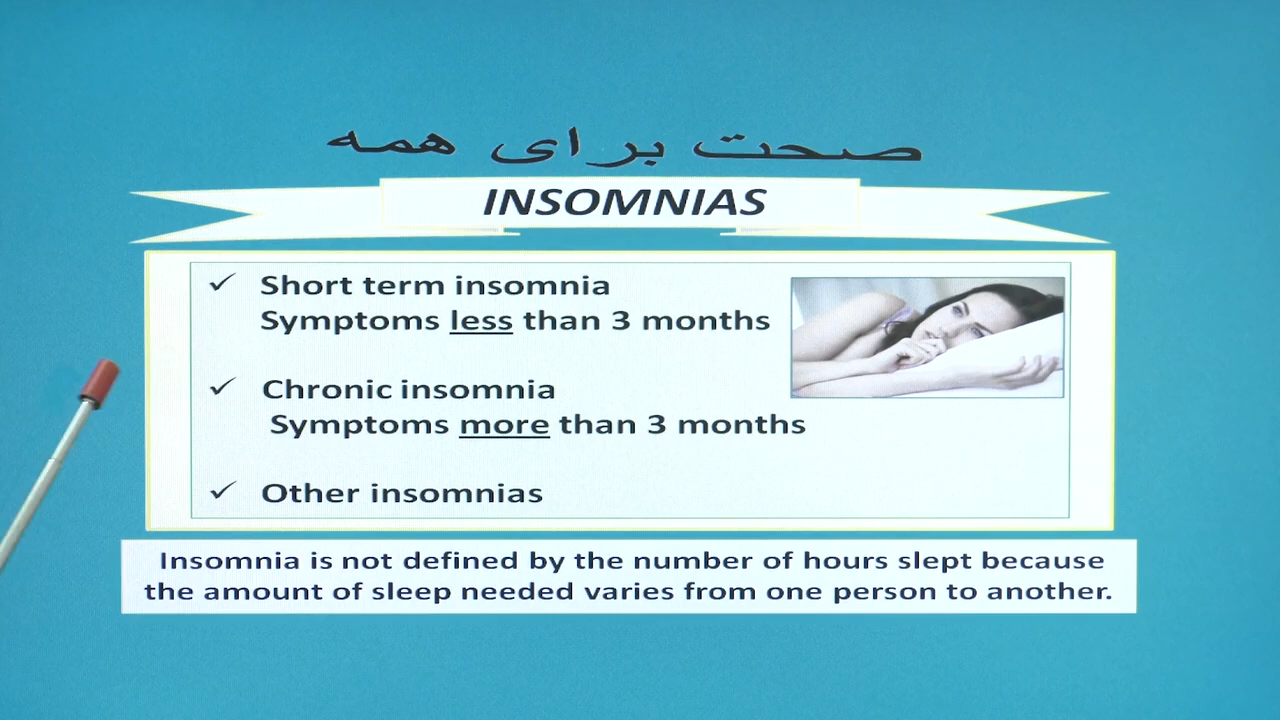 صحت برای همه
INSOMNIAS
✓ Short term insomnia
Symptoms less than 3 months
✓ Chronic insomnia
Symptoms more than 3 months
✓ Other insomnias
Insomnia is not defined by the number of hours slept because
the amount of sleep needed varies from one person to another.